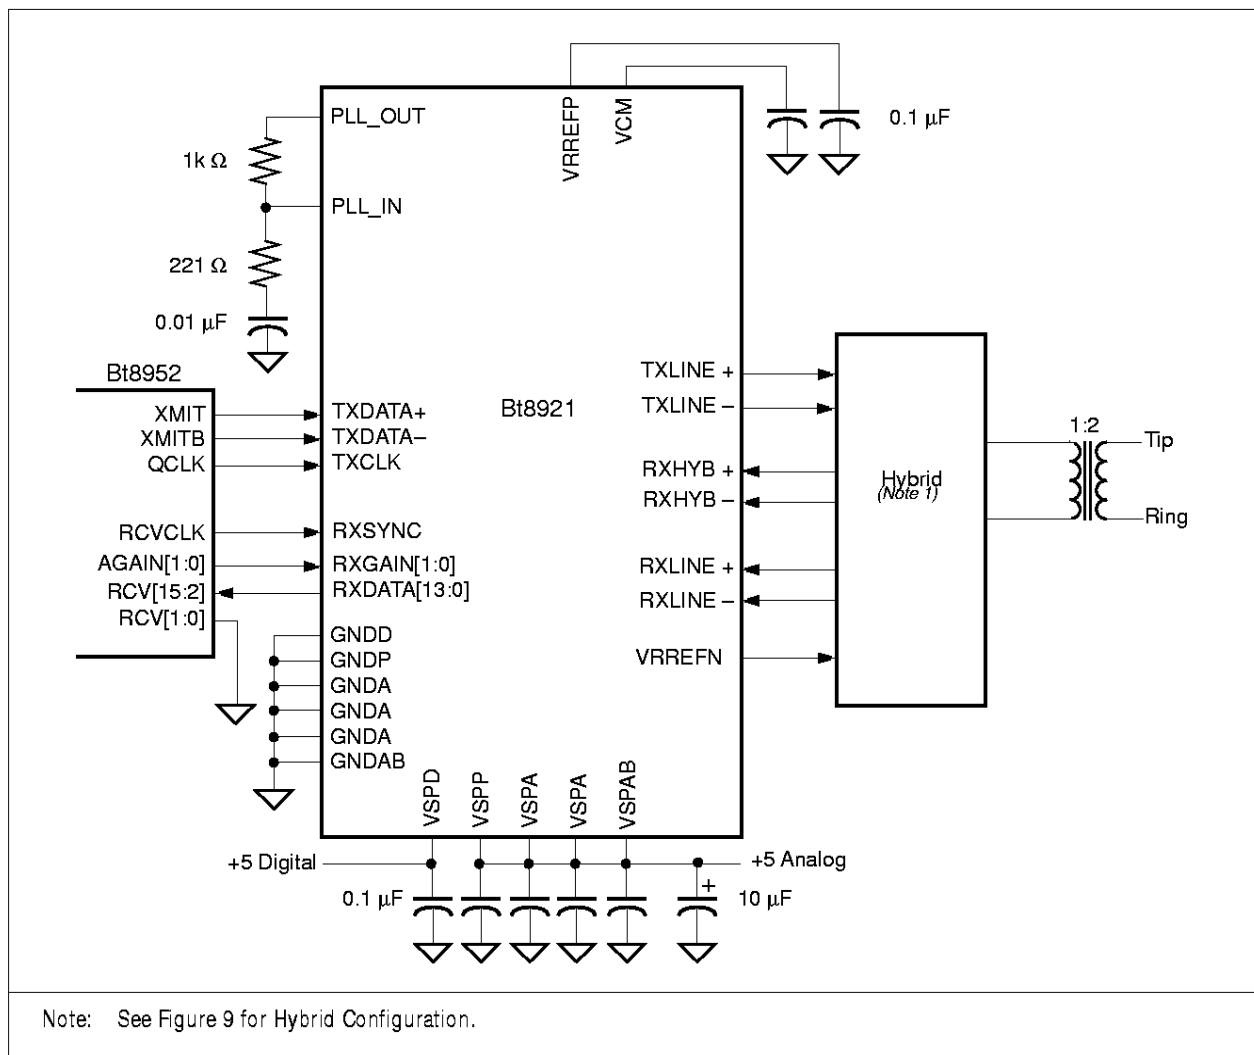 PLL_OUT
VRREFP
VCM
0.1 µF
1k Ω
PLL_IN
221 Ω
0.01 µF
Bt8952
Bt8921
XMIT
XMITB
QCLK
RCVCLK
AGAIN[1:0]
RCV[15:2]
RCV[1:0]
TXDATA+
TXDATA–
TXCLK
RXSYNC
RXGAIN[1:0]
RXDATA[13:0]
GNDD
GNDP
GNDA
GNDA
GNDA
GNDAB
TXLINE +
TXLINE –
RXHYB +
RXHYB –
RXLINE +
RXLINE –
VRREFN
Hybrid
(Note 1)
1:2
Tip
Ring
VSPD
VSPP
VSPA
VSPA
VSPAB
+5 Digital
+5 Analog
0.1 µF
+
10 µF
Note: See Figure 9 for Hybrid Configuration.